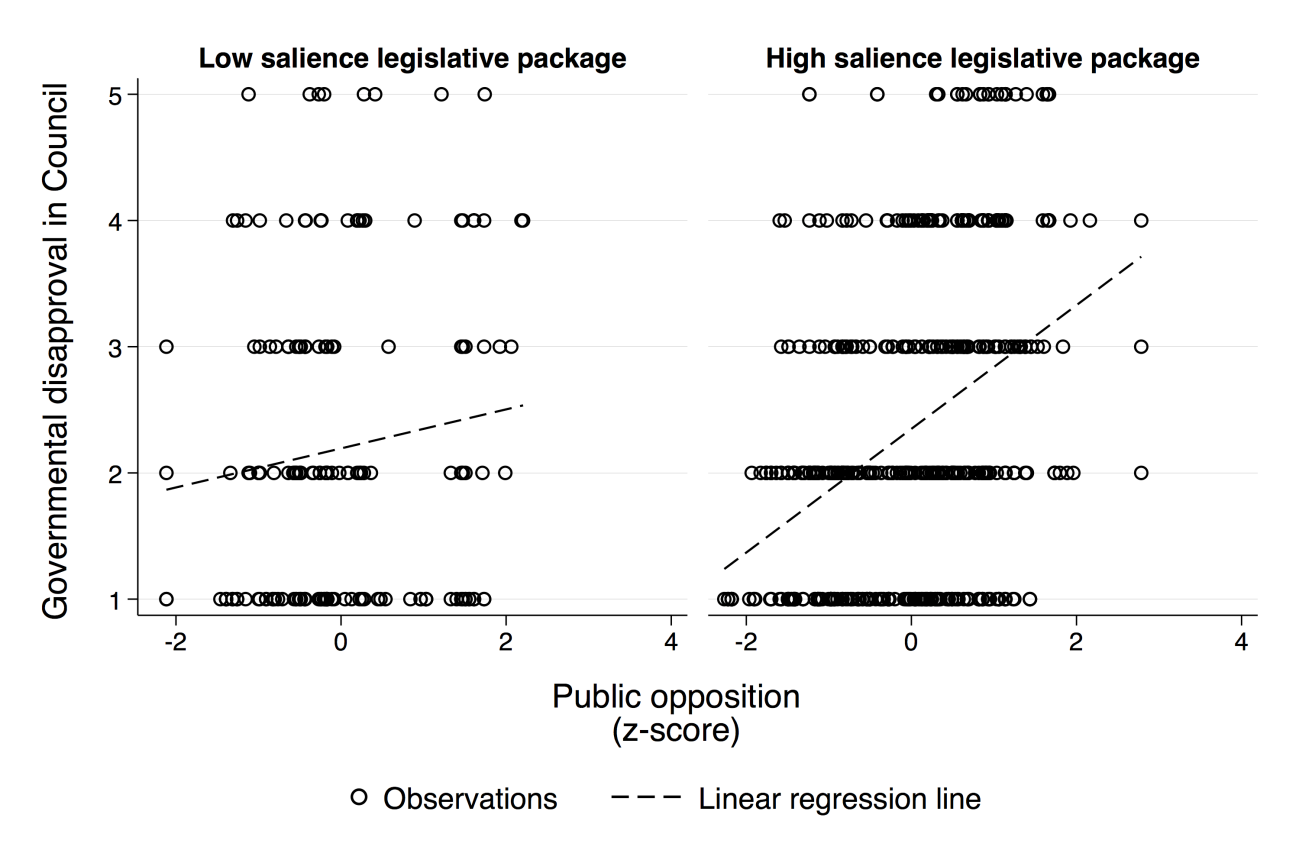 Low salience legislative package
High salience legislative package
Governmental disapproval in Council
5
4
3
2
1
-2 0 2 4
-2 0 2 4
Public opposition
(z-score)
Observations
Linear regression line